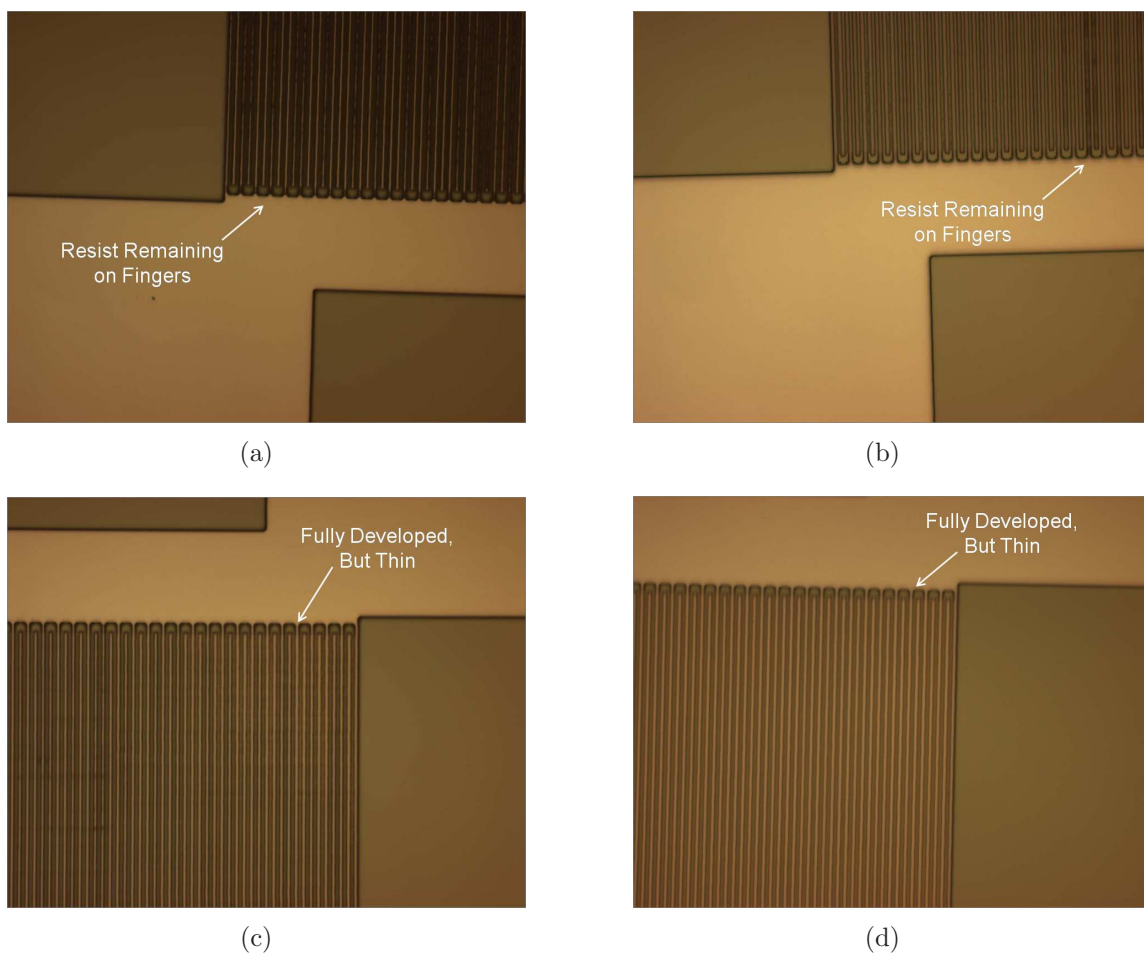 Resist Remaining
on Fingers
Resist Remaining
on Fingers
(a)
(b)
Fully Developed,
But Thin
Fully Developed,
But Thin
(c)
(d)